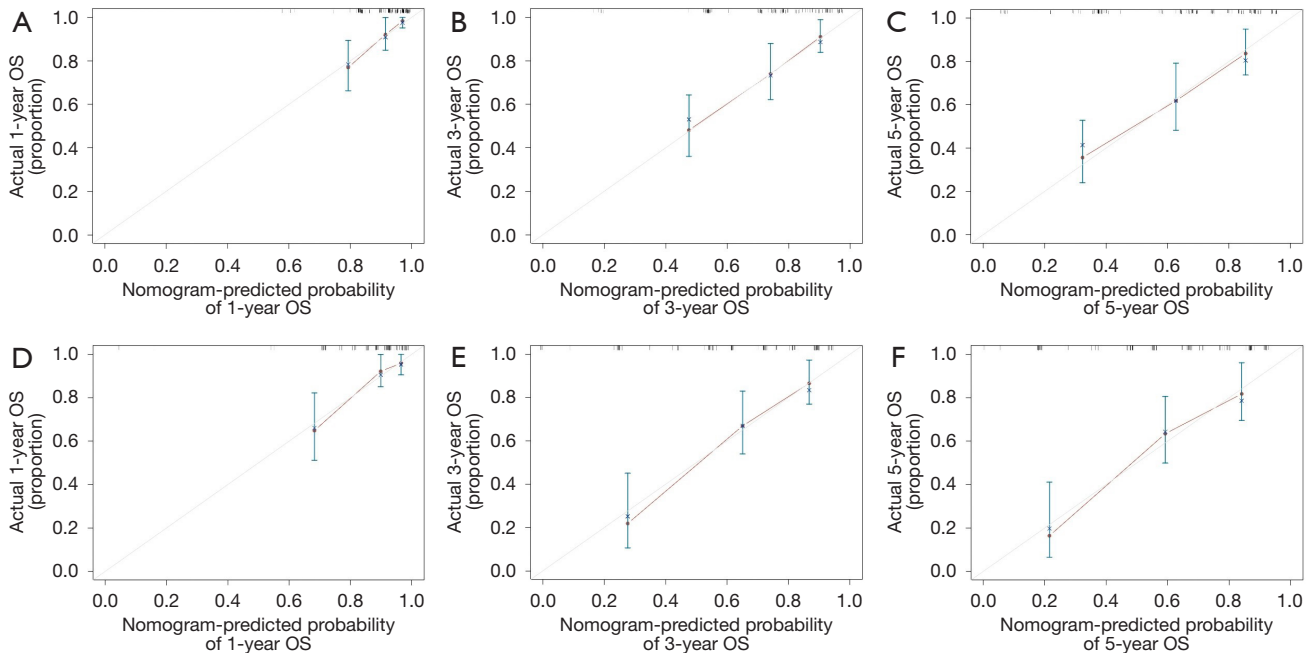 A
Actual 1-year OS
(proportion)
1.0
0.8
0.6
0.4
0.2
0.0
0.0 0.2 0.4 0.6 0.8 1.0
Nomogram-predicted probability
of 1-year OS
B
Actual 3-year OS
(proportion)
1.0
0.8
0.6
0.4
0.2
0.0
0.0 0.2 0.4 0.6 0.8 1.0
Nomogram-predicted probability
of 3-year OS
C
Actual 5-year OS
(proportion)
1.0
0.8
0.6
0.4
0.2
0.0
0.0 0.2 0.4 0.6 0.8 1.0
Nomogram-predicted probability
of 5-year OS
D
Actual 1-year OS
(proportion)
1.0
0.8
0.6
0.4
0.2
0.0
0.0 0.2 0.4 0.6 0.8 1.0
Nomogram-predicted probability
of 1-year OS
E
Actual 3-year OS
(proportion)
1.0
0.8
0.6
0.4
0.2
0.0
0.0 0.2 0.4 0.6 0.8 1.0
Nomogram-predicted probability
of 3-year OS
F
Actual 5-year OS
(proportion)
1.0
0.8
0.6
0.4
0.2
0.0
0.0 0.2 0.4 0.6 0.8 1.0
Nomogram-predicted probability
of 5-year OS